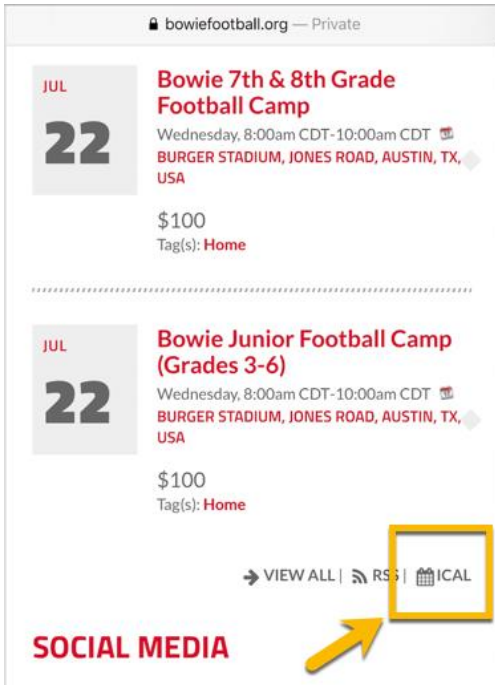 bowiefootball.org — Private
JUL
22
Bowie 7th & 8th Grade
Football Camp
Wednesday, 8:00am CDT-10:00am CDT
BURGER STADIUM, JONES ROAD, AUSTIN, TX,
USA
$100
Tag(s): Home
JUL
22
Bowie Junior Football Camp
(Grades 3-6)
Wednesday, 8:00am CDT-10:00am CDT
BURGER STADIUM, JONES ROAD, AUSTIN, TX,
USA
$100
Tag(s): Home
VIEW ALL | RSS | ICAL
SOCIAL MEDIA